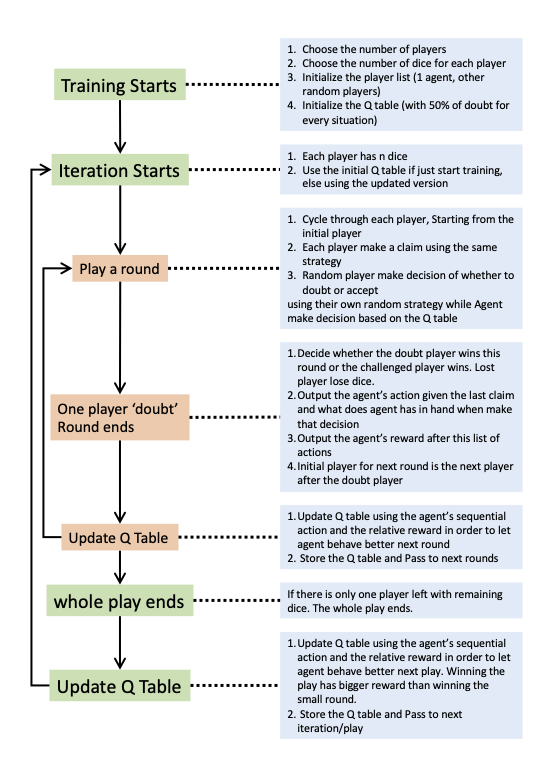 Training Starts
1. Choose the number of players
2. Choose the number of dice for each player
3. Initialize the player list (1 agent, other
random players)
4. Initialize the Q table (with 50% of doubt for
every situation)
Iteration Starts
1. Each player has n dice
2. Use the initial Q table if just start training,
else using the updated version
Play a round
1. Cycle through each player, Starting from the
initial player
2. Each player make a claim using the same
strategy
3. Random player make decision of whether to
doubt or accept
using their own random strategy while Agent
make decision based on the Q table
One player ‘doubt’
Round ends
1. Decide whether the doubt player wins this
round or the challenged player wins. Lost
player lose dice.
2. Output the agent’s action given the last claim
and what does agent has in hand when make
that decision
3. Output the agent’s reward after this list of
actions
4. Initial player for next round is the next player
after the doubt player
Update Q Table
1. Update Q table using the agent’s sequential
action and the relative reward in order to let
agent behave better next round
2. Store the Q table and Pass to next rounds
whole play ends
If there is only one player left with remaining
dice. The whole play ends.
Update Q Table
1. Update Q table using the agent’s sequential
action and the relative reward in order to let
agent behave better next play. Winning the
play has bigger reward than winning the
small round.
2. Store the Q table and Pass to next
iteration/play